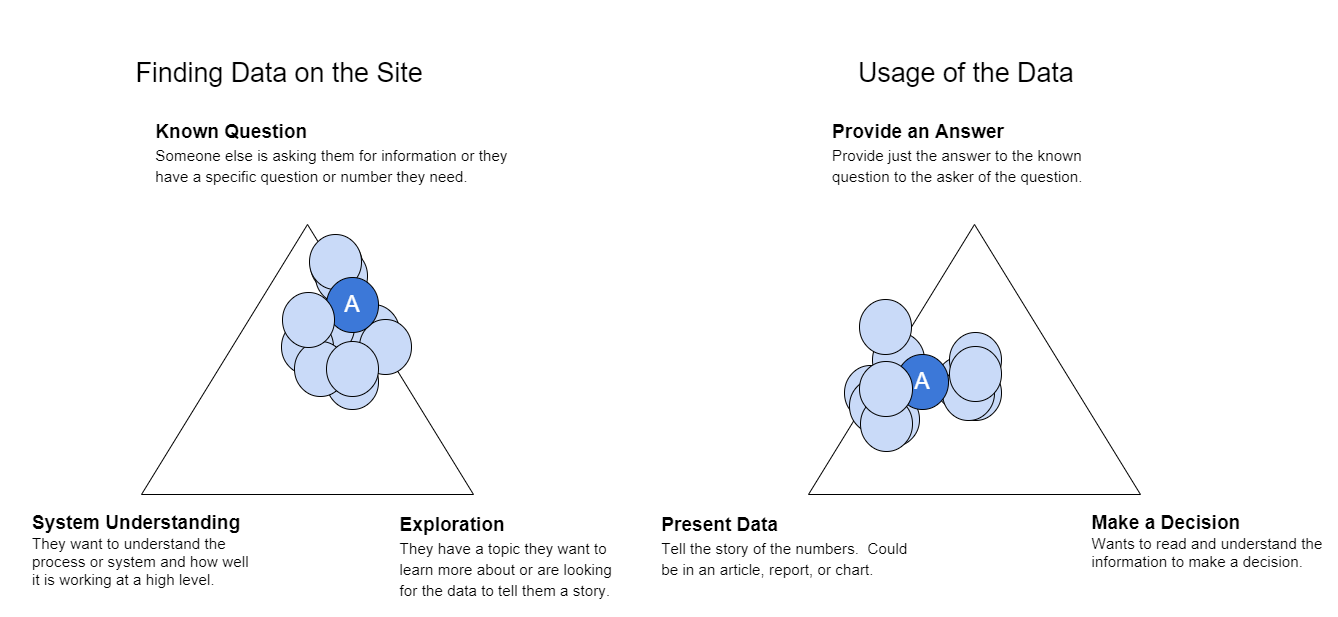 Finding Data on the Site
Known Question
Someone else is asking them for information or they
have a specific question or number they need.
A
System Understanding
They want to understand the
process or system and how well
it is working at a high level.
Exploration
They have a topic they want to
learn more about or are looking
for the data to tell them a story.
Usage of the Data
Provide an Answer
Provide just the answer to the known
question to the asker of the question.
A
Present Data
Tell the story of the numbers.  Could
be in an article, report, or chart.
Make a Decision
Wants to read and understand the
information to make a decision.